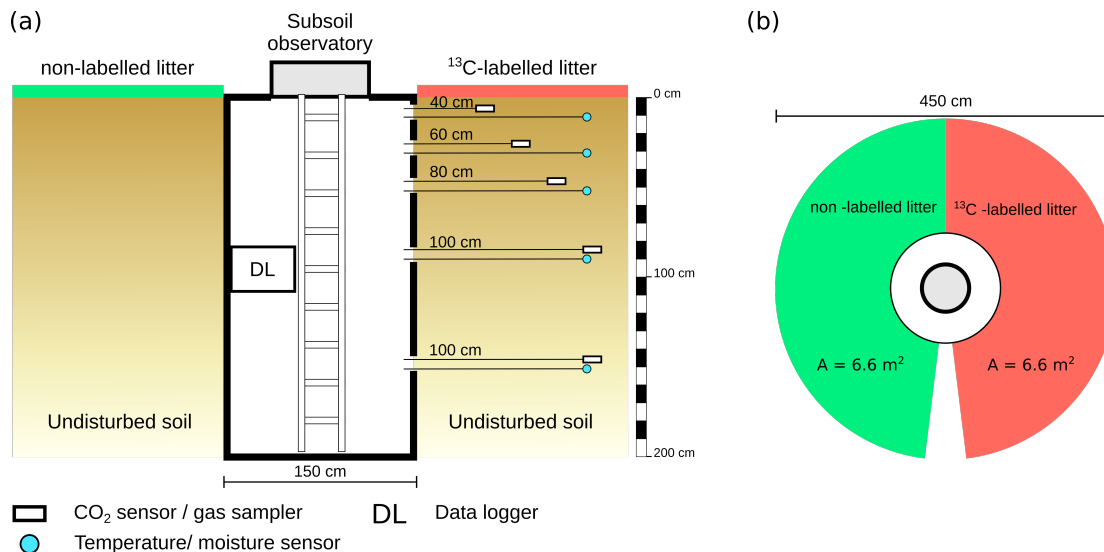 (a)
Subsoil
observatory
non-labelled litter
¹³C-labelled litter
40 cm
60 cm
80 cm
100 cm
100 cm
0 cm
100 cm
200 cm
DL
Undisturbed soil
Undisturbed soil
150 cm
CO₂ sensor / gas sampler
DL Data logger
Temperature/ moisture sensor
(b)
450 cm
non -labelled litter
¹³C -labelled litter
A = 6.6 m²
A = 6.6 m²